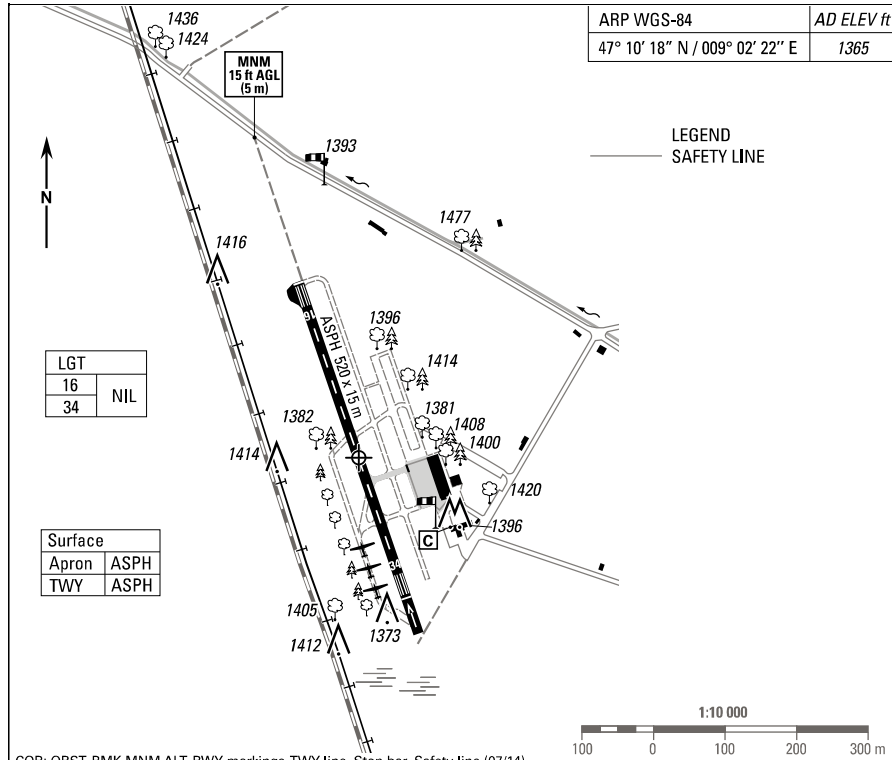 1436
1424
MNM
15 ft AGL
(5 m)
ARP WGS-84 AD ELEV ft
47° 10' 18" N / 009° 02' 22" E 1365
1393
LEGEND
SAFETY LINE
N
1477
1416
9
ASPH 520 x 15 m
1396
1414
LGT
16 NIL
34
1382
1381
1408
1400
1414
1420
C
1396
Surface
Apron ASPH
TWY ASPH
34
1405
1373
1412
1:10 000
100 0 100 200 300 m
COR: OBST, RMK MNM ALT, RWY markings, TWY line, Stop bar, Safety line (07/14)